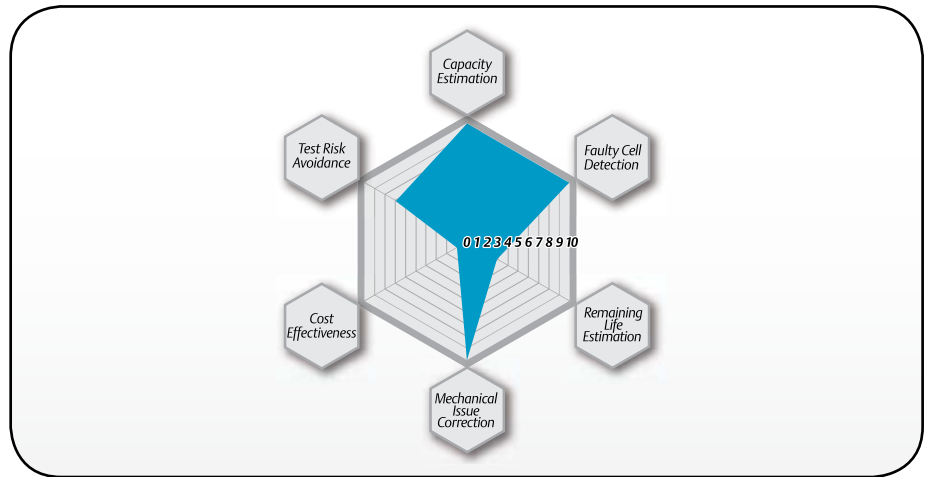 Capacity
Estimation
Test Risk
Avoidance
Faulty Cell
Detection
0 1 2 3 4 5 6 7 8 9 10
Cost
Effectiveness
Remaining
Life
Estimation
Mechanical
Issue
Correction